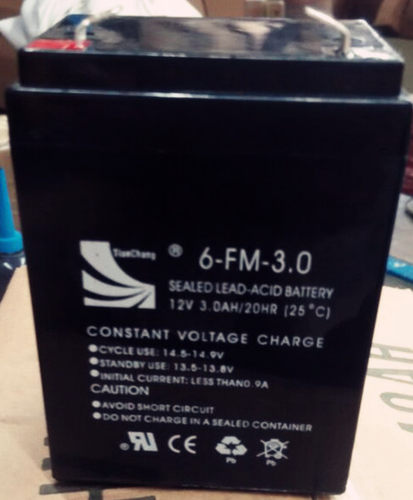 TianChang ® 6-FM-3.0
SEALED LEAD-ACID BATTERY
12V 3.0AH/20HR (25°C)
CONSTANT VOLTAGE CHARGE
●CYCLE USE: 14.5-14.9V
●STANDBY USE: 13.5-13.8V
●INITIAL CURRENT: LESS THAN0.9A
CAUTION
●AVOID SHORT CIRCUIT
●DO NOT CHARGE IN A SEALED CONTAINER
® CE Pb Pb